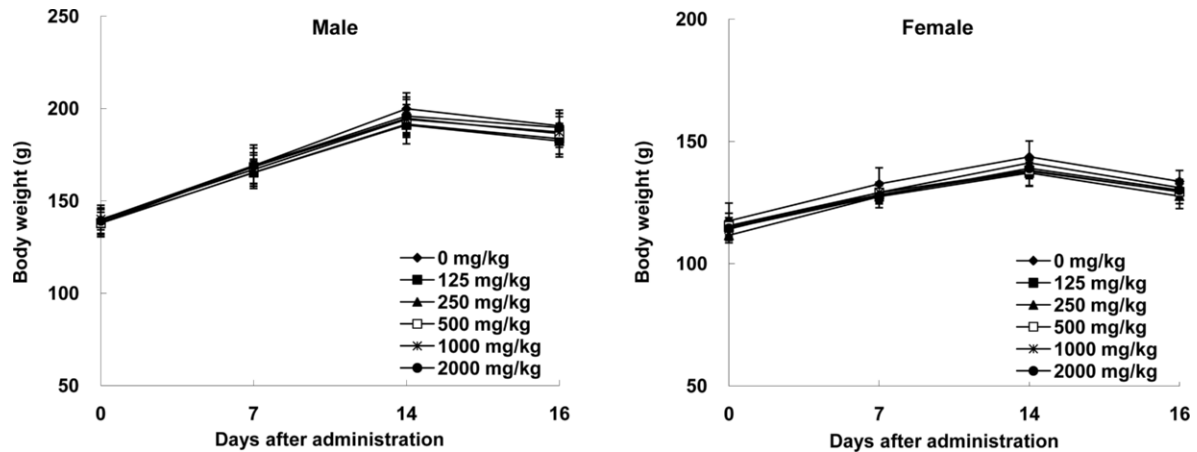 Male
250
200
150
100
50
Body weight (g)
0 mg/kg
125 mg/kg
250 mg/kg
500 mg/kg
1000 mg/kg
2000 mg/kg
0 7 14 16
Days after administration
Female
200
150
100
50
Body weight (g)
0 mg/kg
125 mg/kg
250 mg/kg
500 mg/kg
1000 mg/kg
2000 mg/kg
0 7 14 16
Days after administration